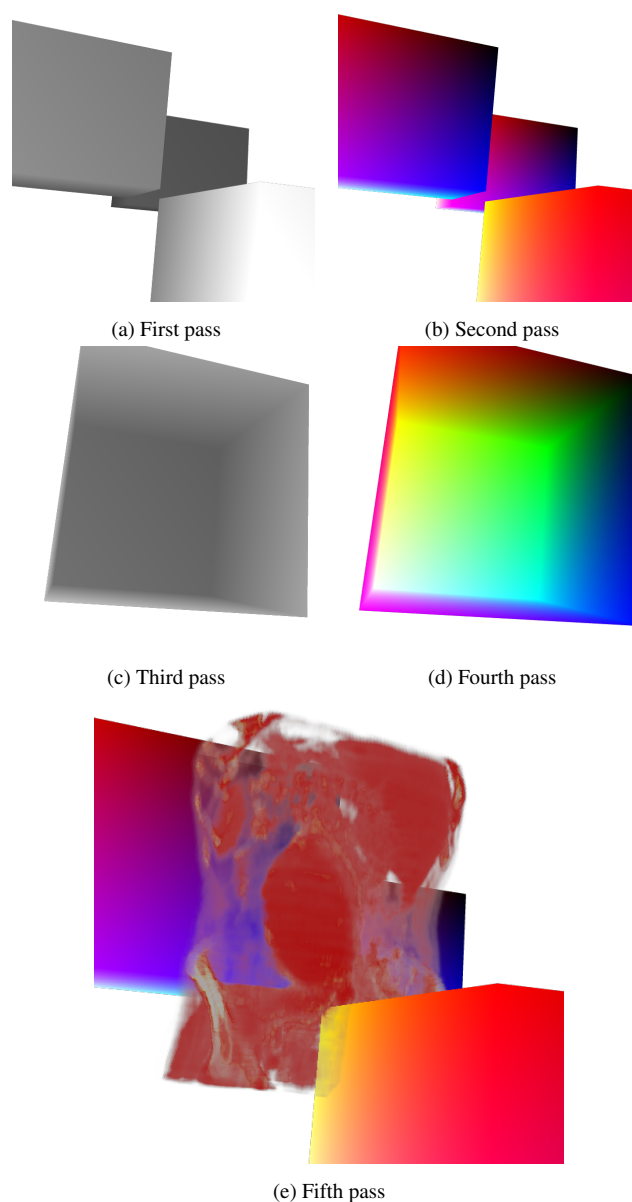 (a) First pass
(b) Second pass
(c) Third pass
(d) Fourth pass
(e) Fifth pass